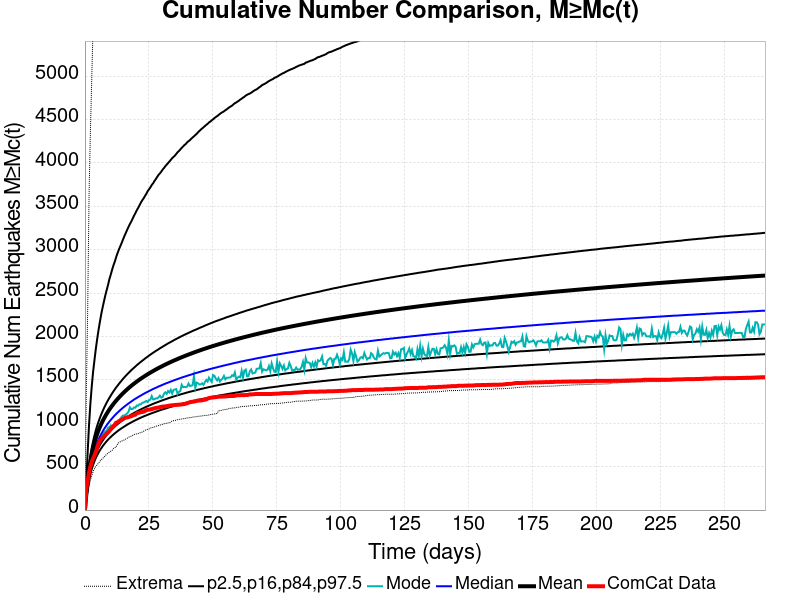 Cumulative Number Comparison, M≥Mc(t)
Cumulative Num Earthquakes M≥Mc(t)
5000
4500
4000
3500
3000
2500
2000
1500
1000
500
0
0 25 50 75 100 125 150 175 200 225 250
Time (days)
Extrema p2.5,p16,p84,p97.5 Mode Median Mean ComCat Data